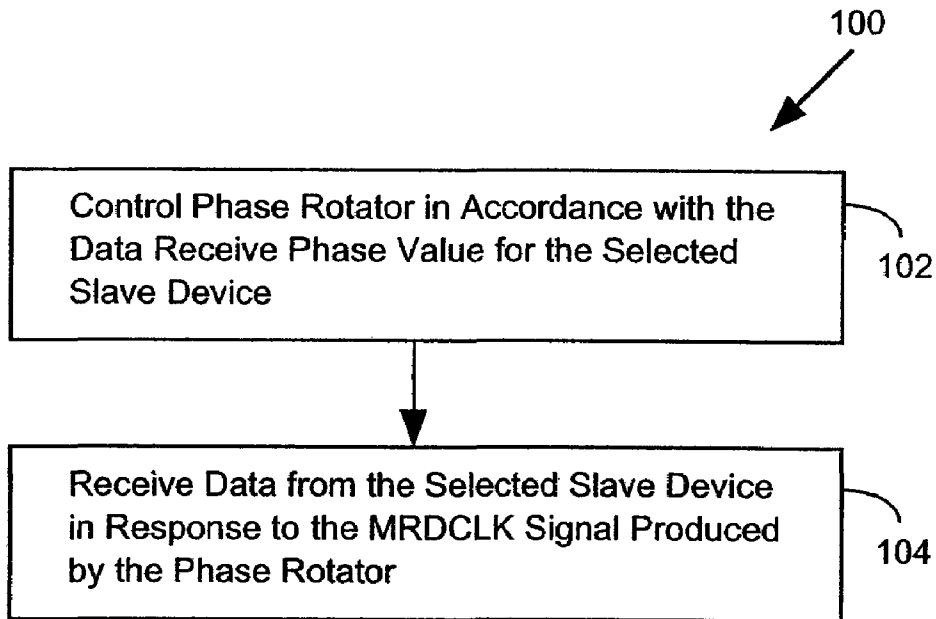 100
Control Phase Rotator in Accordance with the
Data Receive Phase Value for the Selected
Slave Device
102
Receive Data from the Selected Slave Device
in Response to the MRDCLK Signal Produced
by the Phase Rotator
104